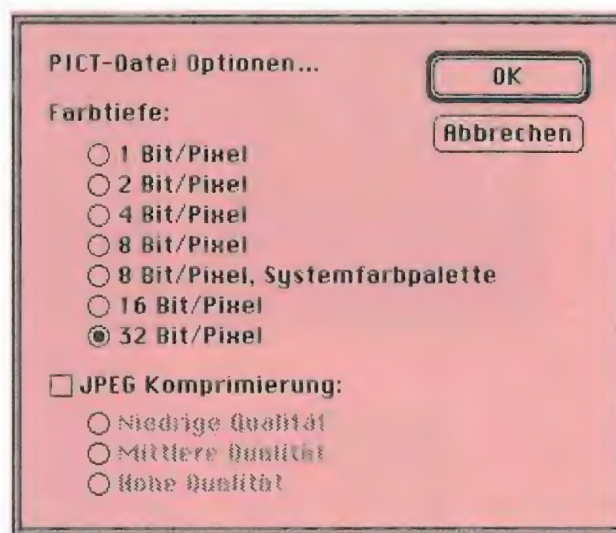 PICT-Datei Optionen...
OK
Farbtiefe:
Abbrechen
1 Bit/Pixel
2 Bit/Pixel
4 Bit/Pixel
8 Bit/Pixel
8 Bit/Pixel, Systemfarbpalette
16 Bit/Pixel
32 Bit/Pixel
JPEG Komprimierung:
Niedrige Qualität
Mittlere Qualität
Hohe Qualität